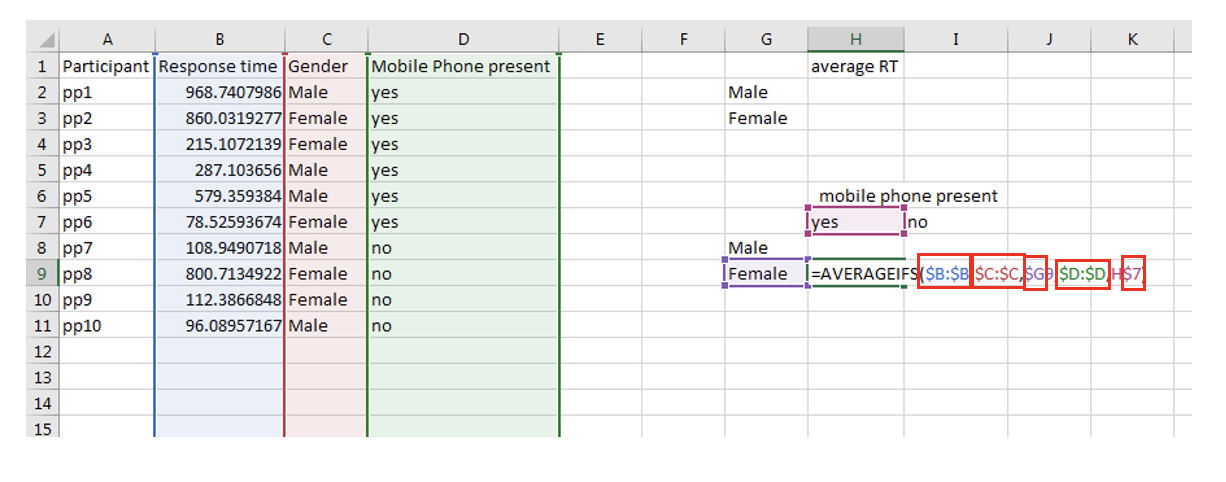 A B C D E F G H I J K
1 Participant Response time Gender Mobile Phone present average RT
2 pp1 968.7407986 Male yes Male
3 pp2 860.0319277 Female yes Female
4 pp3 215.1072139 Female yes
5 pp4 287.103656 Male yes
6 pp5 579.359384 Male yes mobile phone present
7 pp6 78.52593674 Female yes yes no
8 pp7 108.9490718 Male no Male
9 pp8 800.7134922 Female no Female =AVERAGEIFS($B:$B,$C:$C,$G9,$D:$D,H$7)
10 pp9 112.3866848 Female no
11 pp10 96.08957167 Male no
12
13
14
15